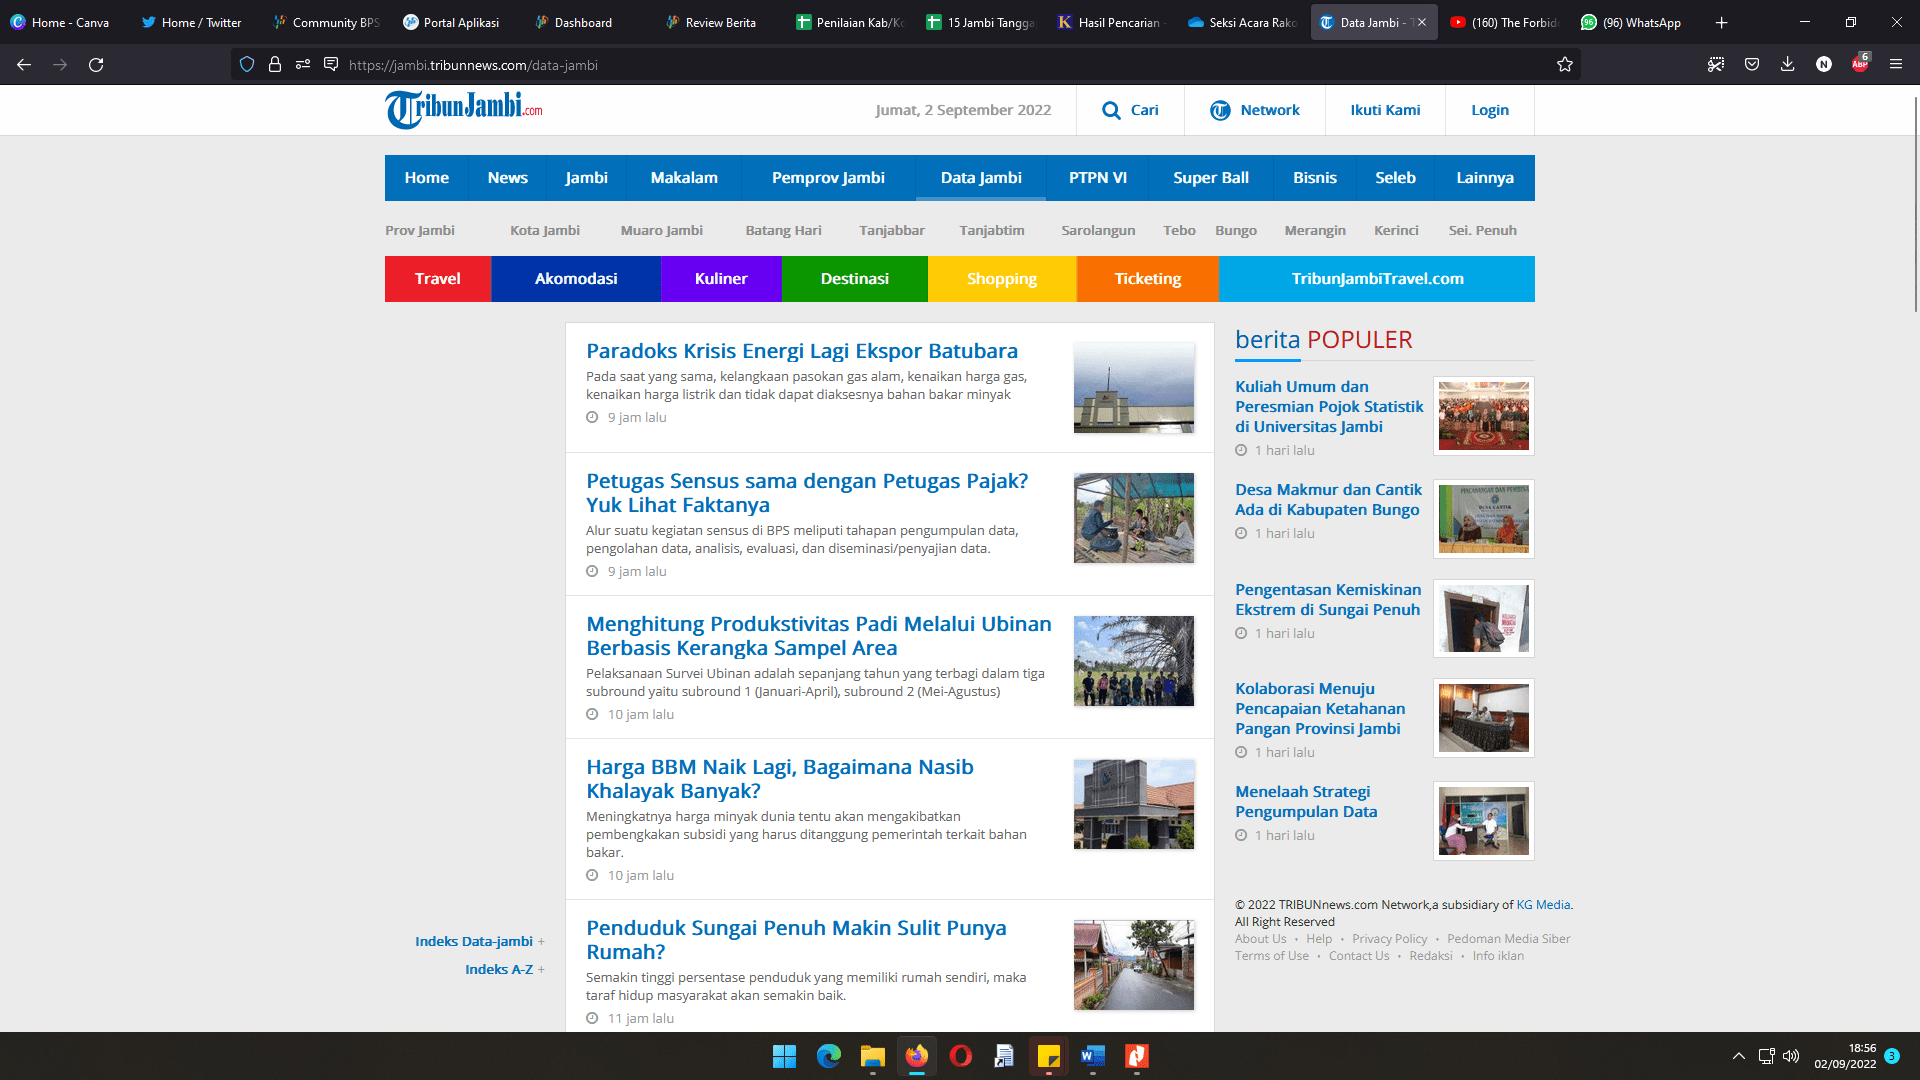 Home - Canva
Home / Twitter
Community BPS
Portal Aplikasi
Dashboard
Review Berita
Penilaian Kab/Ko
15 Jambi Tangga
Hasil Pencarian -
Seksi Acara Rako
Data Jambi - T
(160) The Forbid
(96) WhatsApp
https://jambi.tribunnews.com/data-jambi
TribunJambi.com
Jumat, 2 September 2022
Cari
Network
Ikuti Kami
Login
Home
News
Jambi
Makalam
Pemprov Jambi
Data Jambi
PTPN VI
Super Ball
Bisnis
Seleb
Lainnya
Prov Jambi
Kota Jambi
Muaro Jambi
Batang Hari
Tanjabbar
Tanjabtim
Sarolangun
Tebo
Bungo
Merangin
Kerinci
Sei. Penuh
Travel
Akomodasi
Kuliner
Destinasi
Shopping
Ticketing
TribunJambiTravel.com
Paradoks Krisis Energi Lagi Ekspor Batubara
Pada saat yang sama, kelangkaan pasokan gas alam, kenaikan harga gas,
kenaikan harga listrik dan tidak dapat diaksesnya bahan bakar minyak
9 jam lalu
Petugas Sensus sama dengan Petugas Pajak?
Yuk Lihat Faktanya
Alur suatu kegiatan sensus di BPS meliputi tahapan pengumpulan data,
pengolahan data, analisis, evaluasi, dan diseminasi/penyajian data.
9 jam lalu
Menghitung Produkstivitas Padi Melalui Ubinan
Berbasis Kerangka Sampel Area
Pelaksanaan Survei Ubinan adalah sepanjang tahun yang terbagi dalam tiga
subround yaitu subround 1 (Januari-April), subround 2 (Mei-Agustus)
10 jam lalu
Harga BBM Naik Lagi, Bagaimana Nasib
Khalayak Banyak?
Meningkatnya harga minyak dunia tentu akan mengakibatkan
pembengkakan subsidi yang harus ditanggung pemerintah terkait bahan
bakar.
10 jam lalu
Penduduk Sungai Penuh Makin Sulit Punya
Rumah?
Semakin tinggi persentase penduduk yang memiliki rumah sendiri, maka
taraf hidup masyarakat akan semakin baik.
11 jam lalu
Indeks Data-jambi +
Indeks A-Z +
berita POPULER
Kuliah Umum dan
Peresmian Pojok Statistik
di Universitas Jambi
1 hari lalu
Desa Makmur dan Cantik
Ada di Kabupaten Bungo
1 hari lalu
Pengentasan Kemiskinan
Ekstrem di Sungai Penuh
1 hari lalu
Kolaborasi Menuju
Pencapaian Ketahanan
Pangan Provinsi Jambi
1 hari lalu
Menelaah Strategi
Pengumpulan Data
1 hari lalu
© 2022 TRIBUNnews.com Network,a subsidiary of KG Media.
All Right Reserved
About Us • Help • Privacy Policy • Pedoman Media Siber
Terms of Use • Contact Us • Redaksi • Info iklan
18:56
02/09/2022
3